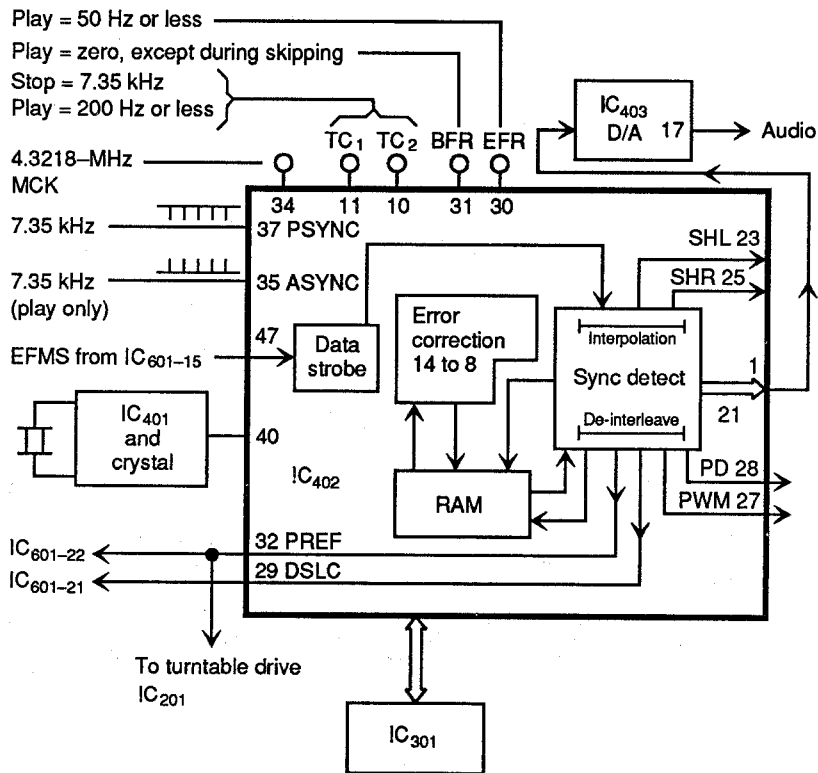 Play = 50 Hz or less
Play = zero, except during skipping
Stop = 7.35 kHz
Play = 200 Hz or less
4.3218–MHz
MCK
TC1
TC2
BFR
EFR
34
11
10
31
30
IC403
D/A
17
Audio
7.35 kHz
37 PSYNC
7.35 kHz
(play only)
35 ASYNC
SHL 23
SHR 25
47
EFMS from IC601–15
Data
strobe
Error
correction
14 to 8
Interpolation
Sync detect
De-interleave
1
21
IC401
and
crystal
40
IC402
RAM
PD 28
PWM 27
IC601–22
32 PREF
IC601–21
29 DSLC
To turntable drive
IC201
IC301